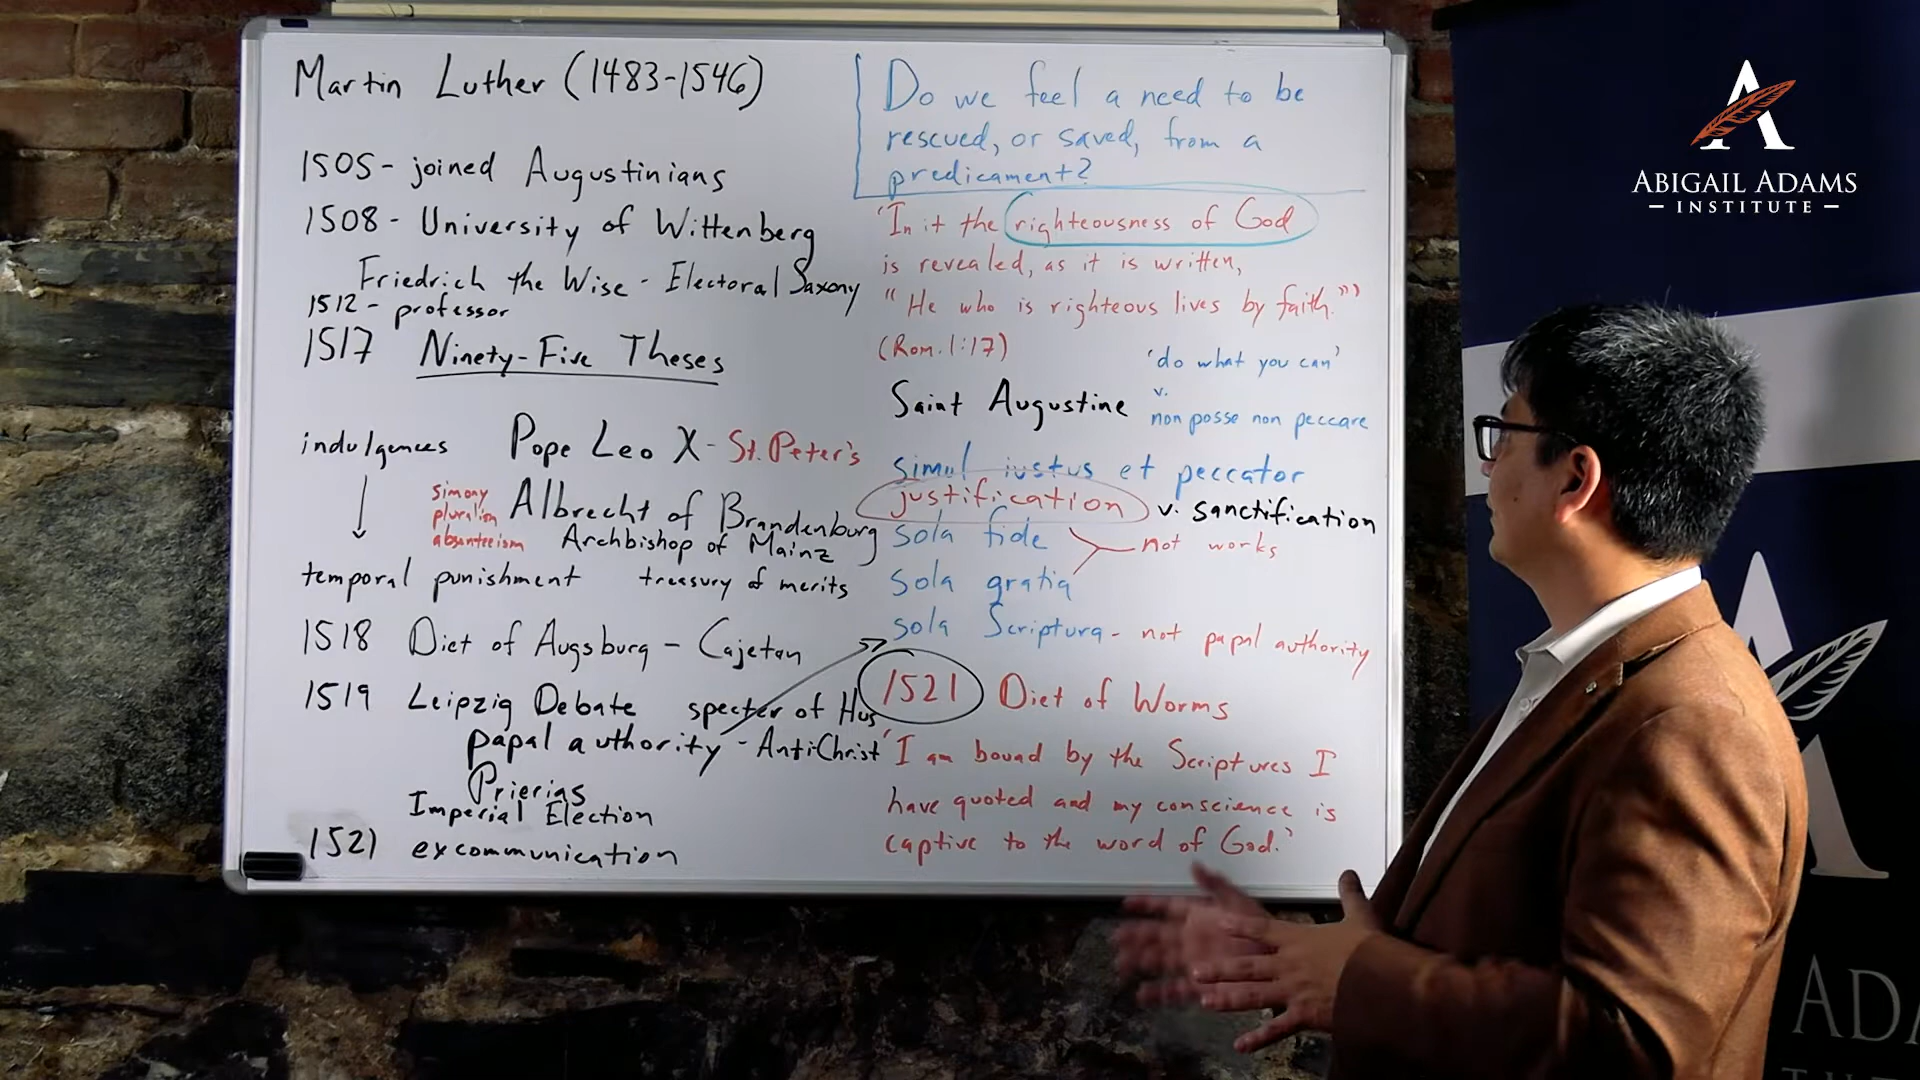 Martin Luther (1483-1546)
1505- joined Augustinians
1508 - University of Wittenberg
Friedrich the Wise - Electoral Saxony
1512 - professor
1517 Ninety-Five Theses
indulgences Pope Leo X - St. Peter's
simony
pluralism
absenteeism
Albrecht of Brandenburg
Archbishop of Mainz
temporal punishment treasury of merits
1518 Diet of Augsburg - Cajetan
1519 Leipzig Debate specter of Hus
papal authority - AntiChrist
Prierias
Imperial Election
1521 excommunication
Do we feel a need to be
rescued, or saved, from a
predicament?
'In it the righteousness of God
is revealed, as it is written,
"He who is righteous lives by faith."'
(Rom. 1:17)
'do what you can'
v.
non posse non peccare
Saint Augustine
simul iustus et peccator
justification v. sanctification
sola fide
not works
sola gratia
sola Scriptura - not papal authority
1521 Diet of Worms
'I am bound by the Scriptures I
have quoted and my conscience is
captive to the word of God.'
A
ABIGAIL ADAMS
- INSTITUTE -
ADA